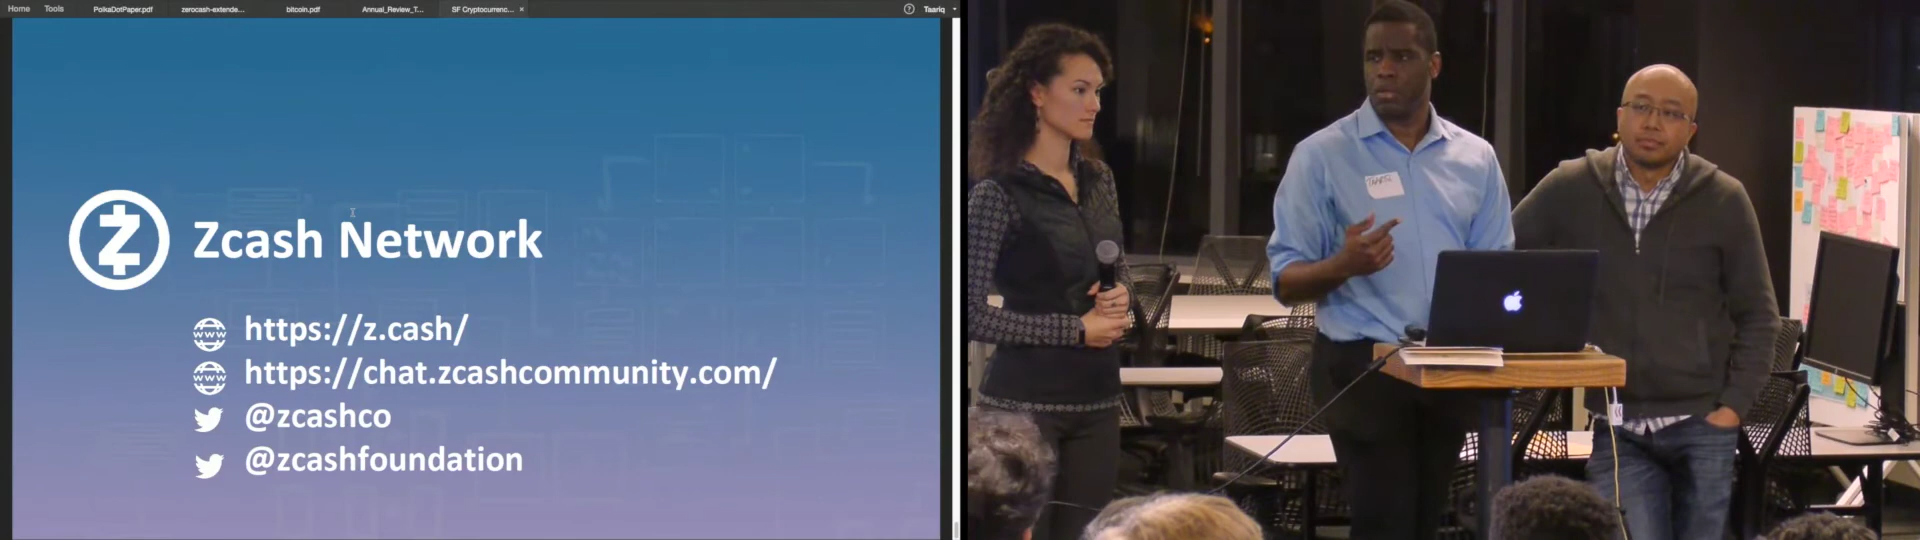 Home Tools PolkaDotPaper.pdf zerocash-extende... bitcoin.pdf Annual_Review_T... SF Cryptocurrenc... × ? Taariq
Zcash Network
https://z.cash/
https://chat.zcashcommunity.com/
@zcashco
@zcashfoundation
TAARIQ